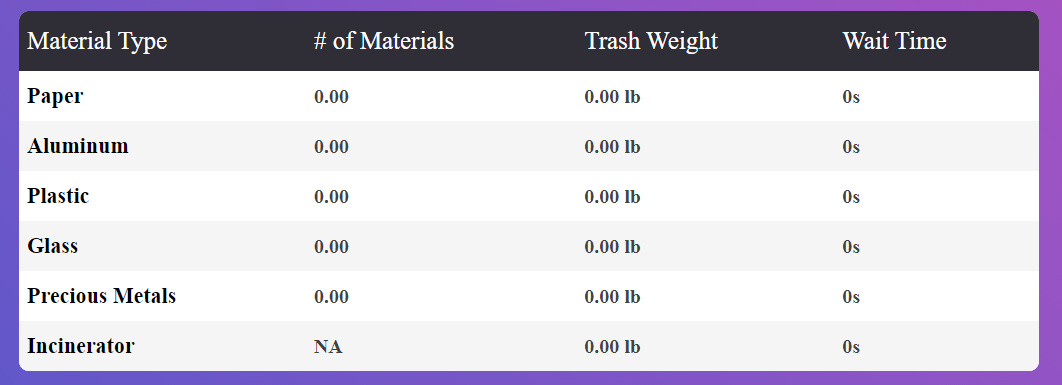 Material Type # of Materials Trash Weight Wait Time
Paper 0.00 0.00 lb 0s
Aluminum 0.00 0.00 lb 0s
Plastic 0.00 0.00 lb 0s
Glass 0.00 0.00 lb 0s
Precious Metals 0.00 0.00 lb 0s
Incinerator NA 0.00 lb 0s